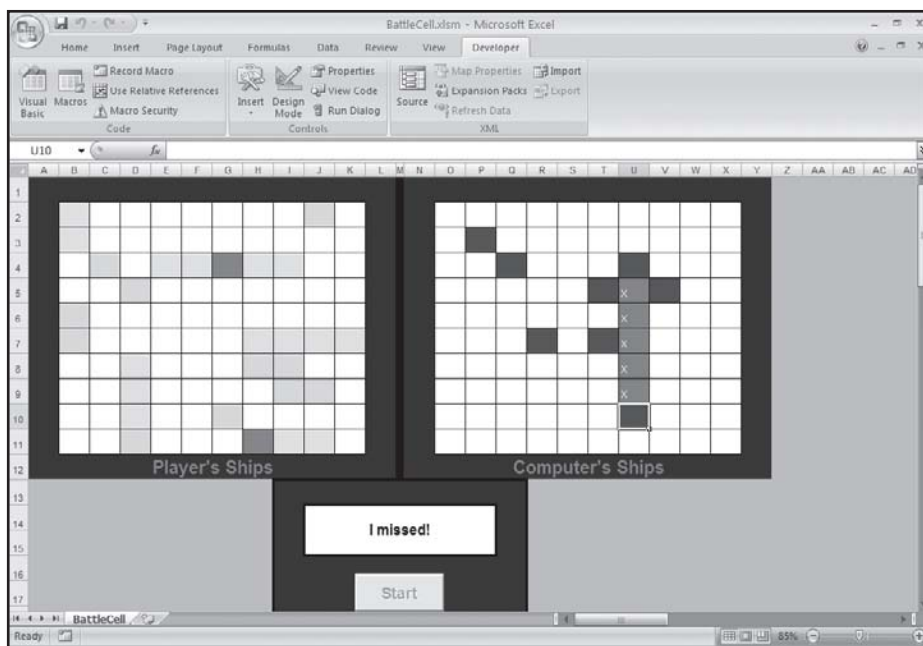 BattleCell.xlsm - Microsoft Excel
Home Insert Page Layout Formulas Data Review View Developer
Visual Basic
Macros
Record Macro
Use Relative References
Macro Security
Code
Insert
Design Mode
Properties
View Code
Run Dialog
Controls
Source
Map Properties
Expansion Packs
Refresh Data
Import
Export
XML
U10 fx
A B C D E F G H I J K L M N O P Q R S T U V W X Y Z AA AB AC AD
1
2
3
4
5 x
6 x
7 x
8 x
9 x
10
11
12 Player's Ships Computer's Ships
13
14 I missed!
15
16
17 Start
BattleCell
Ready 85%